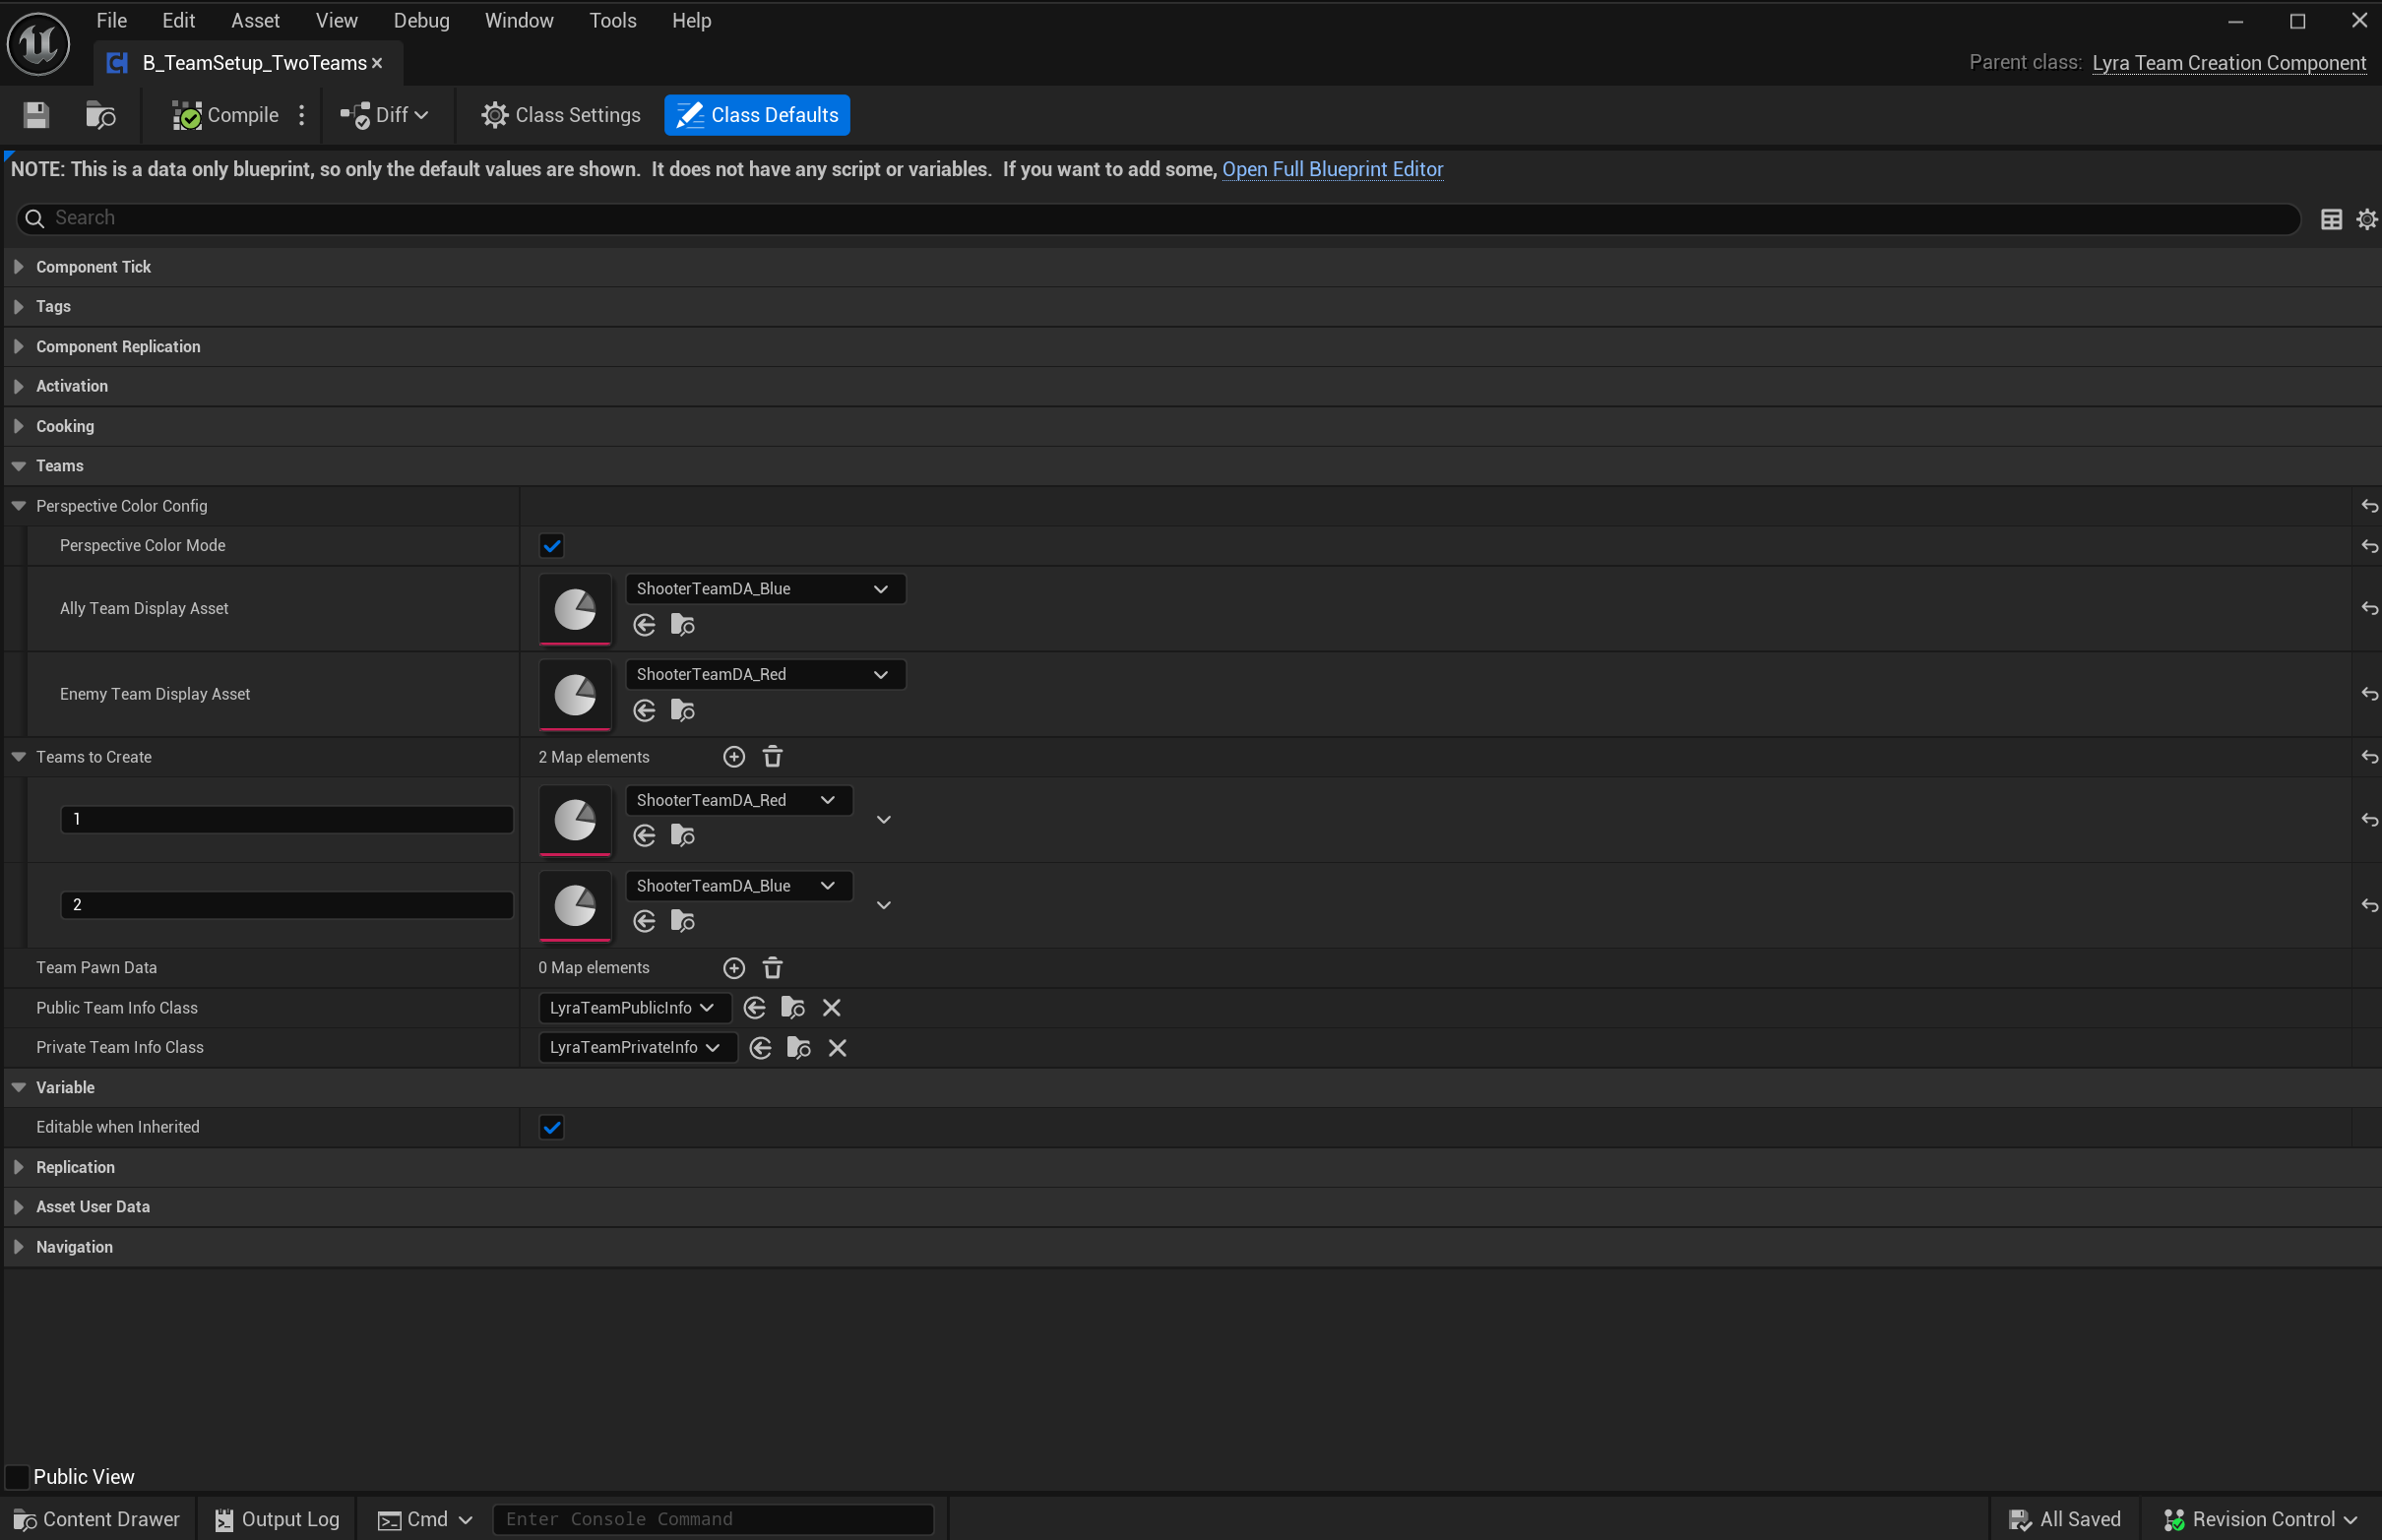 File Edit Asset View Debug Window Tools Help
B_TeamSetup_TwoTeams
Parent class: Lyra Team Creation Component
Compile Diff Class Settings Class Defaults
NOTE: This is a data only blueprint, so only the default values are shown. It does not have any script or variables. If you want to add some, Open Full Blueprint Editor
Search
Component Tick
Tags
Component Replication
Activation
Cooking
Teams
Perspective Color Config
Perspective Color Mode
Ally Team Display Asset ShooterTeamDA_Blue
Enemy Team Display Asset ShooterTeamDA_Red
Teams to Create 2 Map elements
1 ShooterTeamDA_Red
2 ShooterTeamDA_Blue
Team Pawn Data 0 Map elements
Public Team Info Class LyraTeamPublicInfo
Private Team Info Class LyraTeamPrivateInfo
Variable
Editable when Inherited
Replication
Asset User Data
Navigation
Public View
Content Drawer Output Log Cmd Enter Console Command All Saved Revision Control